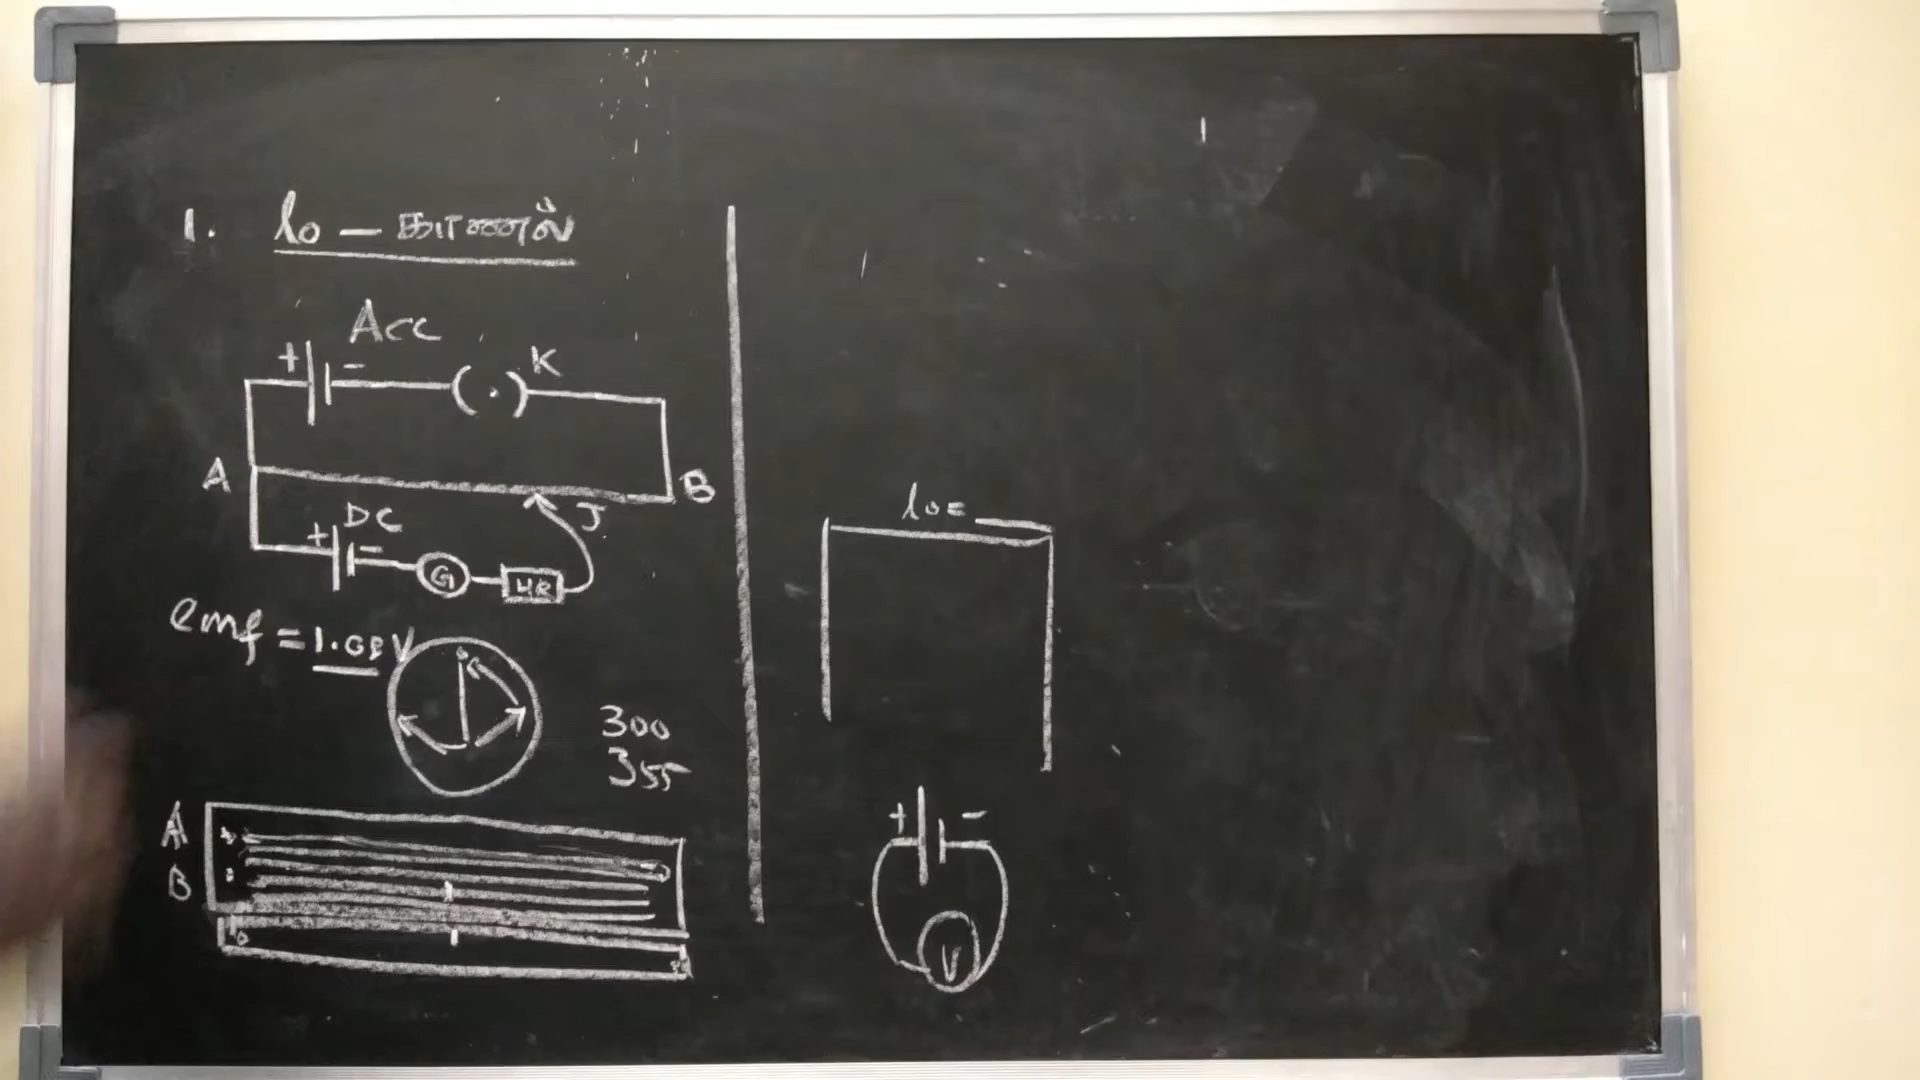 1. lo – காணல்
Acc
+ - K
A B
DC J
+ -
G HR
emf = 1.08V
300
355
A
B
lo =
+ -
V